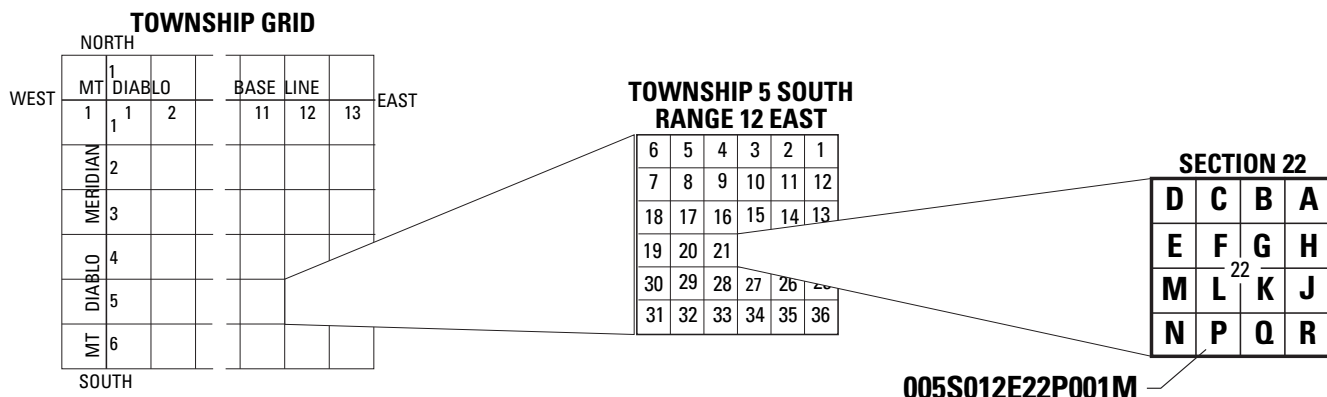 TOWNSHIP GRID
NORTH
WEST
1
MT DIABLO BASE LINE
EAST
1 1 2 11 12 13
1
2
3
4
5
6
MT DIABLO MERIDIAN
SOUTH
TOWNSHIP 5 SOUTH
RANGE 12 EAST
6 5 4 3 2 1
7 8 9 10 11 12
18 17 16 15 14 13
19 20 21
30 29 28 27 26
31 32 33 34 35 36
SECTION 22
D C B A
E F G H
22
M L K J
N P Q R
005S012E22P001M